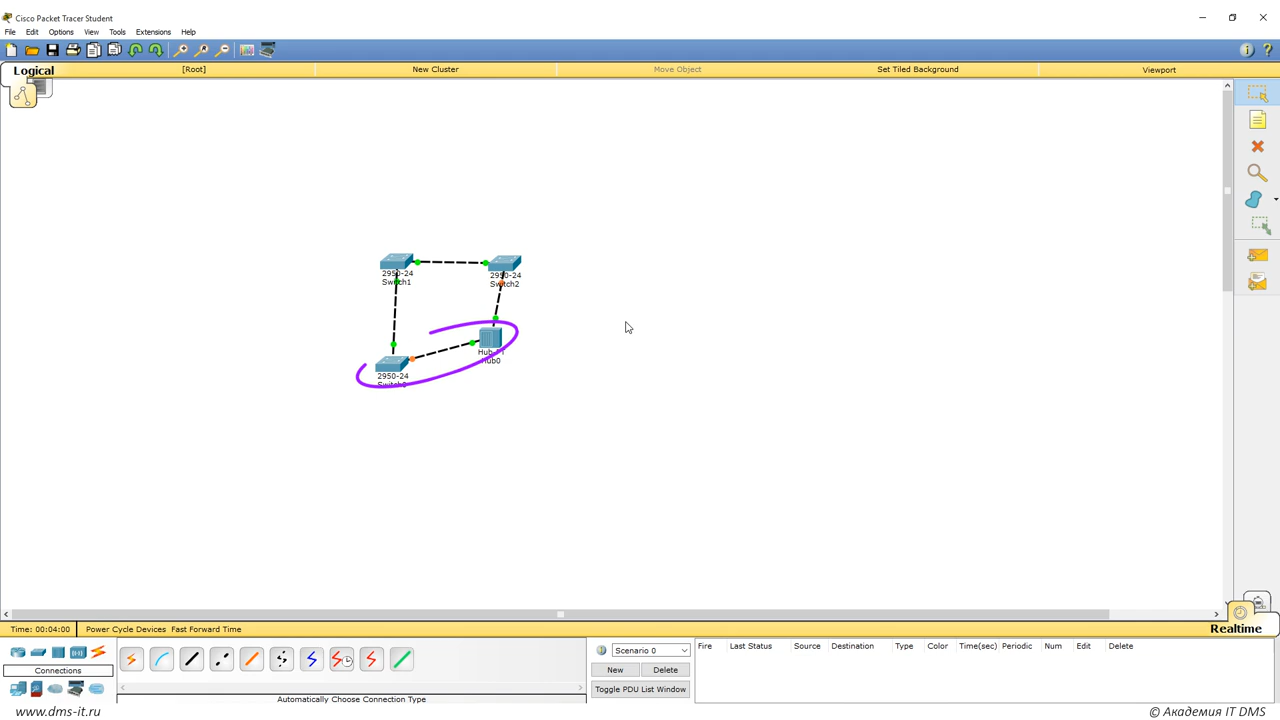 Cisco Packet Tracer Student
File Edit Options View Tools Extensions Help
Logical [Root] New Cluster Move Object Set Tiled Background Viewport
2950-24
Switch1
2950-24
Switch2
Hub0
2950-24
Time: 00:04:00 Power Cycle Devices Fast Forward Time Realtime
Scenario 0
Fire Last Status Source Destination Type Color Time(sec) Periodic Num Edit Delete
Connections
New Delete
Toggle PDU List Window
Automatically Choose Connection Type
www.dms-it.ru
© Академия IT DMS